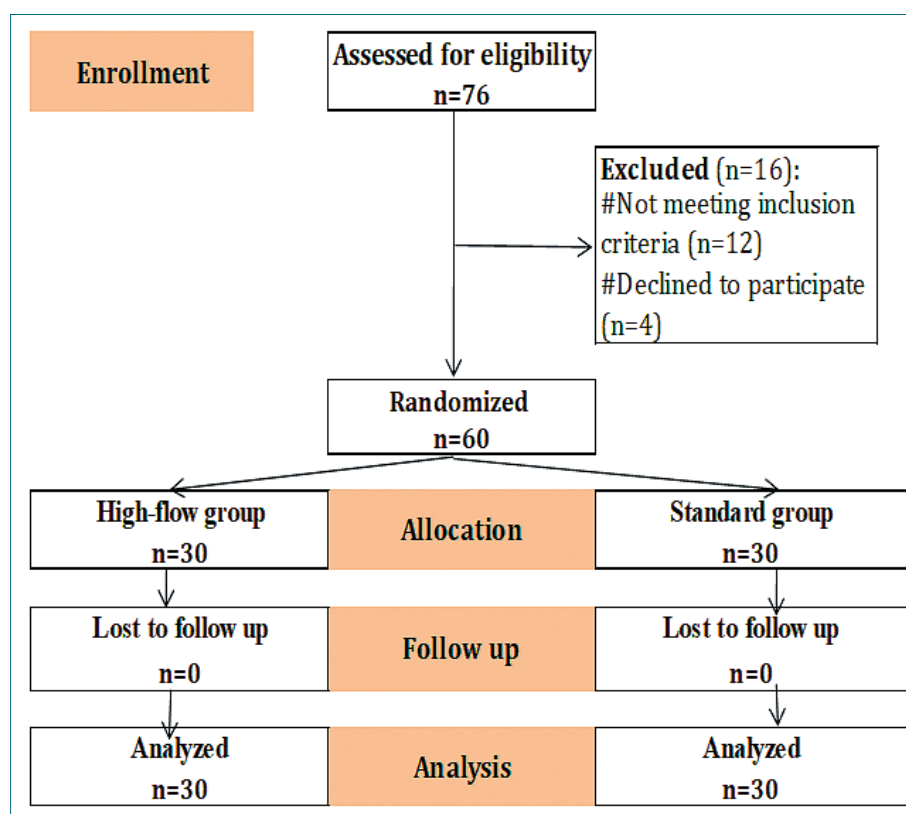 Enrollment
Assessed for eligibility
n=76
Excluded (n=16):
#Not meeting inclusion
criteria (n=12)
#Declined to participate
(n=4)
Randomized
n=60
High-flow group
n=30
Allocation
Standard group
n=30
Lost to follow up
n=0
Follow up
Lost to follow up
n=0
Analyzed
n=30
Analysis
Analyzed
n=30